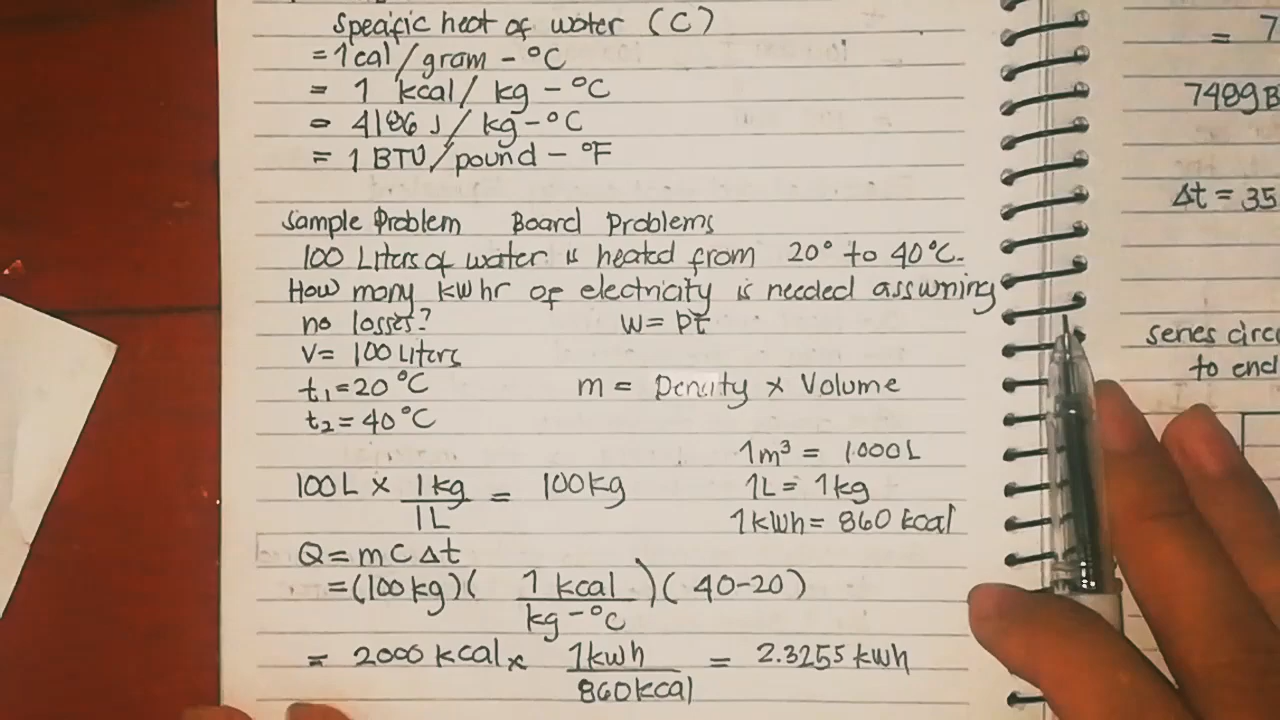 Specific heat of water (C)
= 1 cal/gram - °C
= 1 kcal/ kg - °C
= 4186 J/kg - °C
= 1 BTU/pound - °F
Sample Problem Board Problems
100 Liters of water is heated from 20° to 40°C.
How many kwhr of electricity is needed assuming
no losses? W = Pt
V = 100 Liters
t₁ = 20°C m = Density x Volume
t₂ = 40°C
1m³ = 1000L
100L x 1kg/1L = 100kg 1L = 1kg
1kwh = 860 kcal
Q = mCΔt
= (100kg)( 1 kcal/kg-°C )( 40-20)
= 2000 kcal x 1kwh/860kcal = 2.3255 kwh
= 7
7489B
Δt = 35
series circ
to end